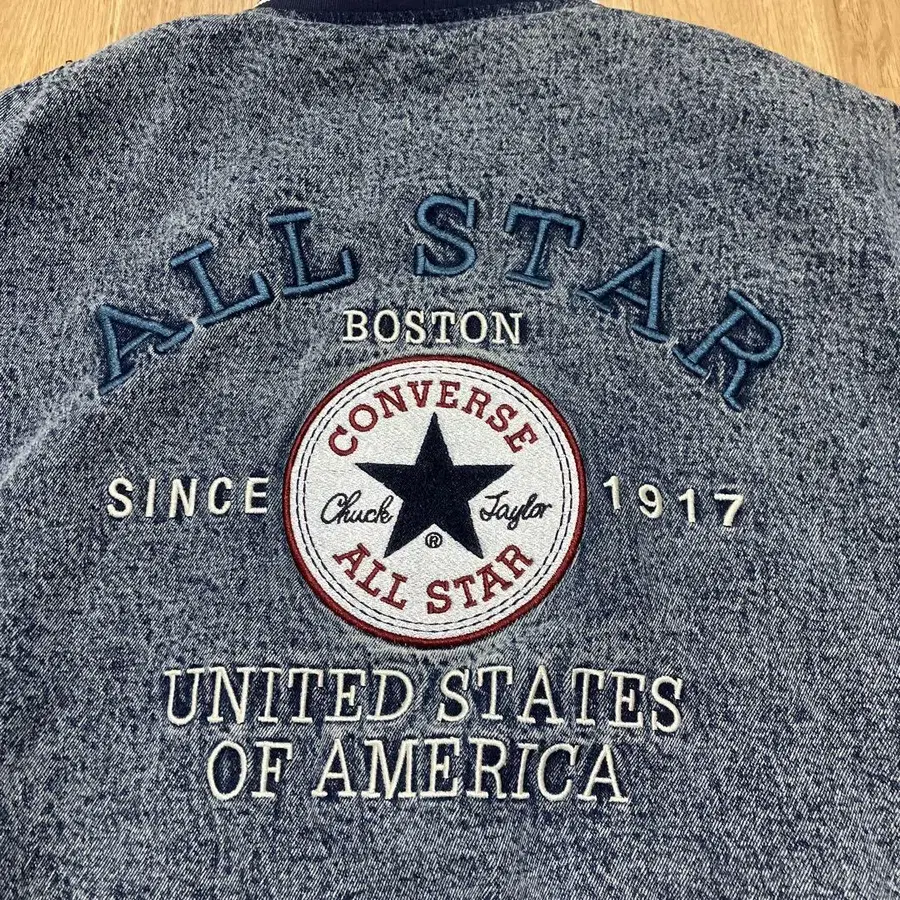 ALL STAR
BOSTON
CONVERSE
SINCE
Chuck Taylor
1917
®
ALL STAR
UNITED STATES
OF AMERICA